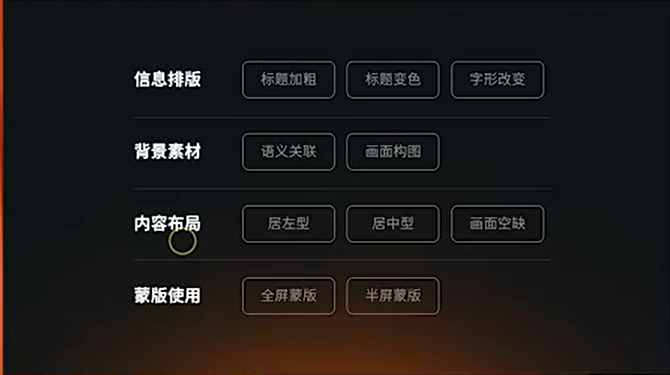 信息排版 标题加粗 标题变色 字形改变
背景素材 语义关联 画面构图
内容布局 居左型 居中型 画面空缺
蒙版使用 全屏蒙版 半屏蒙版